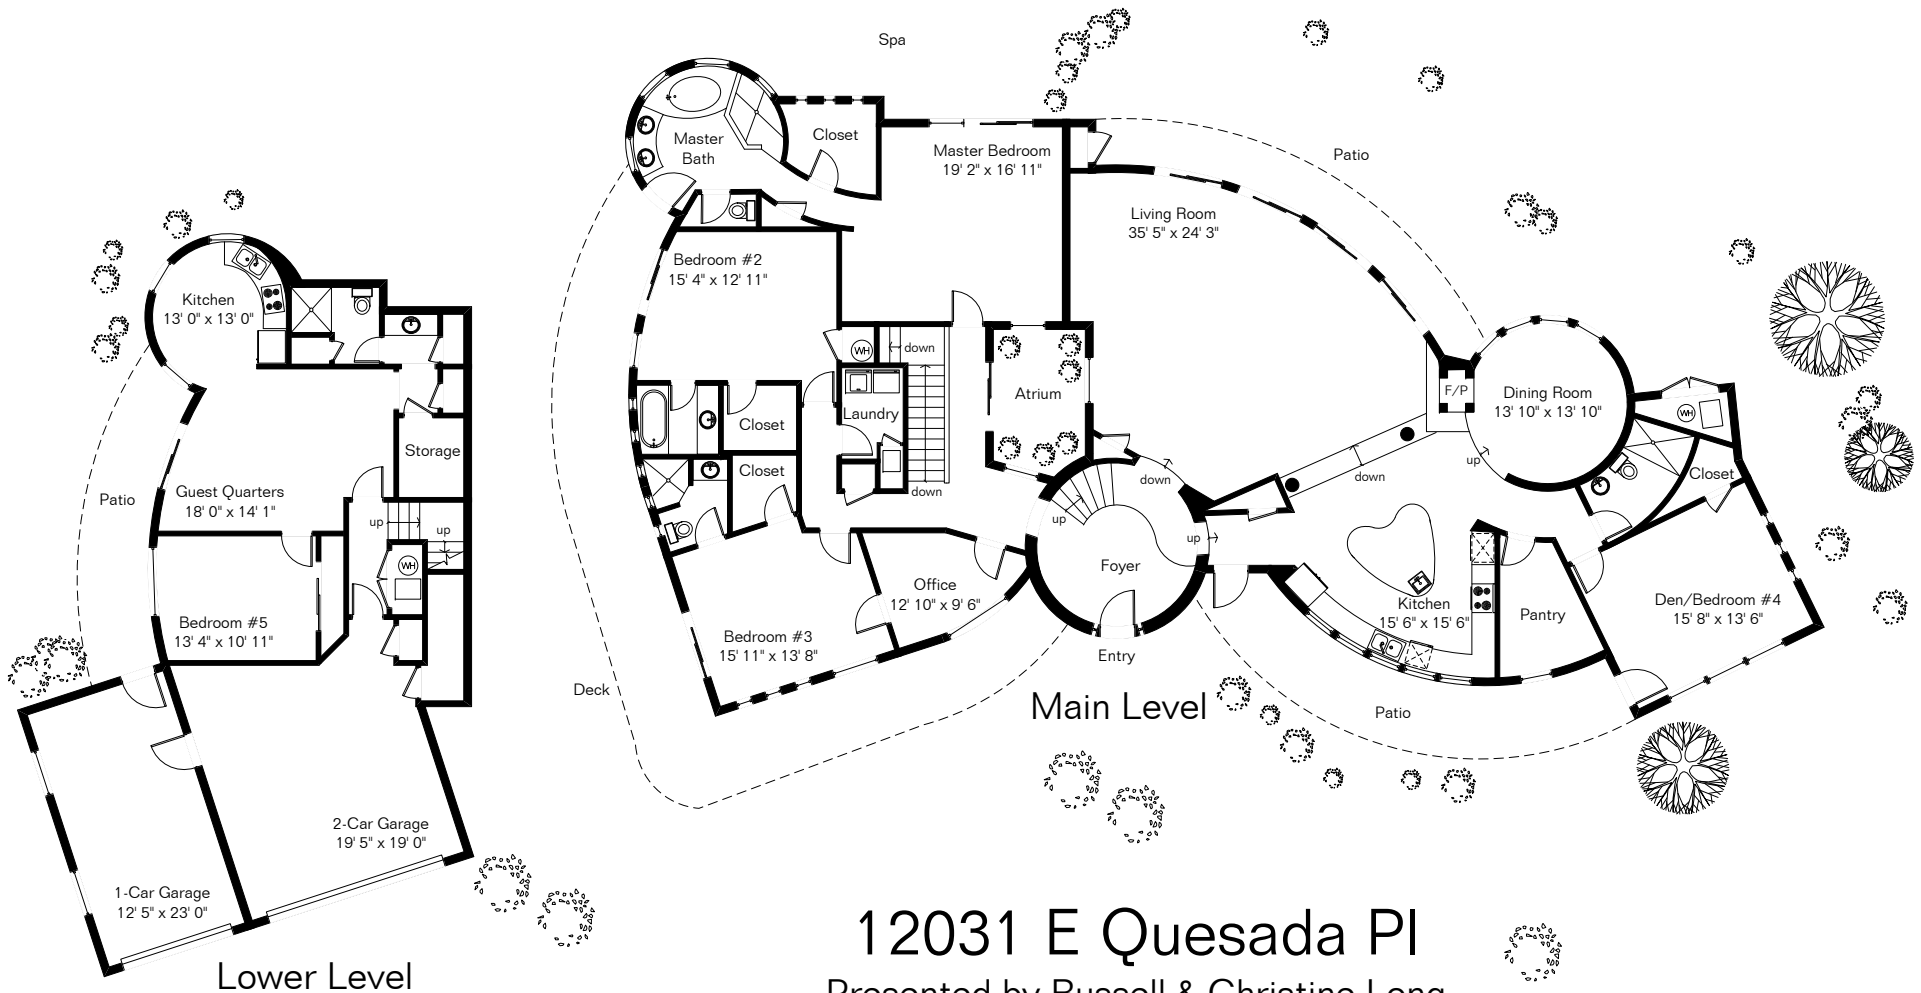 Spa
Master
Bath
Closet
Master Bedroom
19' 2" x 16' 11"
Patio
Living Room
35' 5" x 24' 3"
Bedroom #2
15' 4" x 12' 11"
Kitchen
13' 0" x 13' 0"
WH
down
Atrium
Laundry
Closet
Closet
F/P
Dining Room
13' 10" x 13' 10"
WH
Closet
up
down
down
down
up
up
Storage
Guest Quarters
18' 0" x 14' 1"
Patio
up
up
WH
Bedroom #5
13' 4" x 10' 11"
Foyer
Office
12' 10" x 9' 6"
Bedroom #3
15' 11" x 13' 8"
Entry
Kitchen
15' 6" x 15' 6"
Pantry
Den/Bedroom #4
15' 8" x 13' 6"
Deck
Main Level
Patio
2-Car Garage
19' 5" x 19' 0"
1-Car Garage
12' 5" x 23' 0"
Lower Level
12031 E Quesada Pl
Presented by Russell & Christine Long